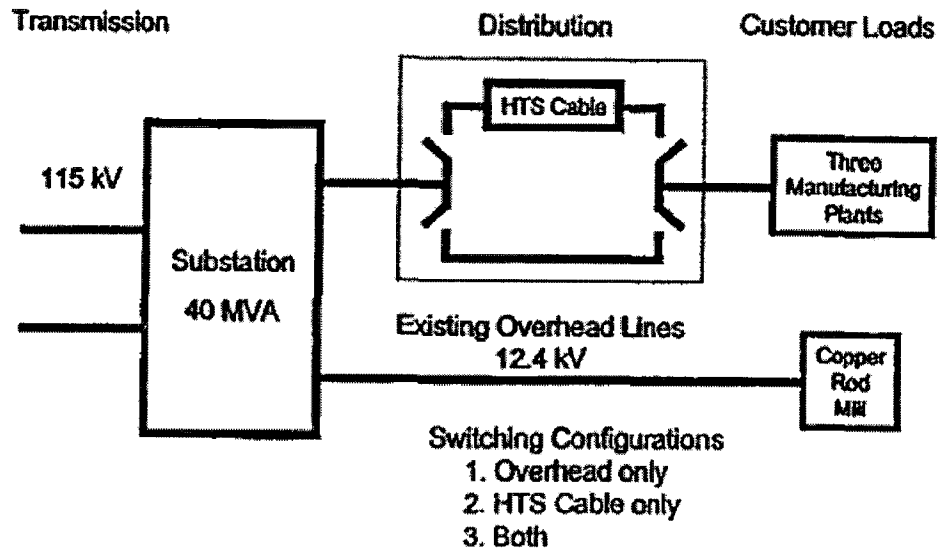 Transmission
Distribution
Customer Loads
HTS Cable
115 kV
Three
Manufacturing
Plants
Substation
40 MVA
Existing Overhead Lines
12.4 kV
Copper
Rod
Mill
Switching Configurations
1. Overhead only
2. HTS Cable only
3. Both